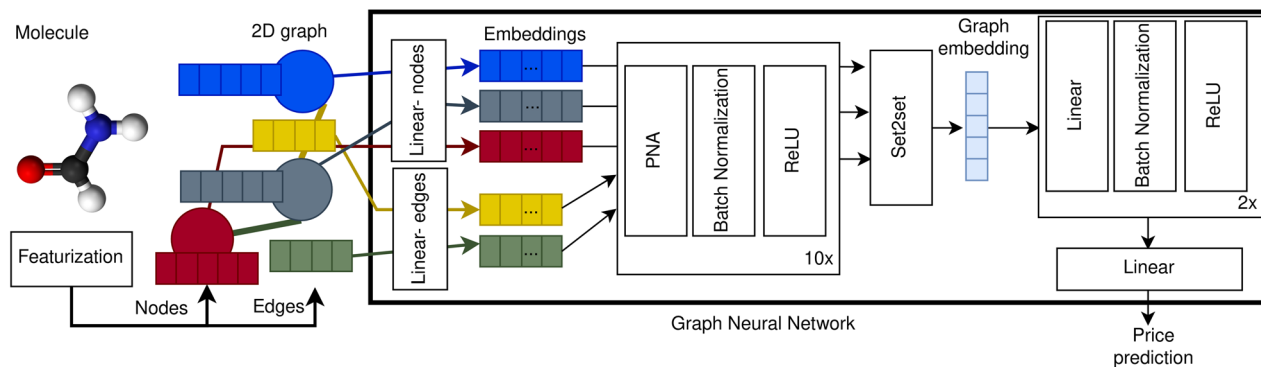 Molecule
2D graph
Featurization
Nodes
Edges
Linear- nodes
Linear- edges
Embeddings
...
...
...
...
...
PNA
Batch Normalization
ReLU
10x
Set2set
Graph
embedding
Linear
Batch Normalization
ReLU
2x
Linear
Price
prediction
Graph Neural Network